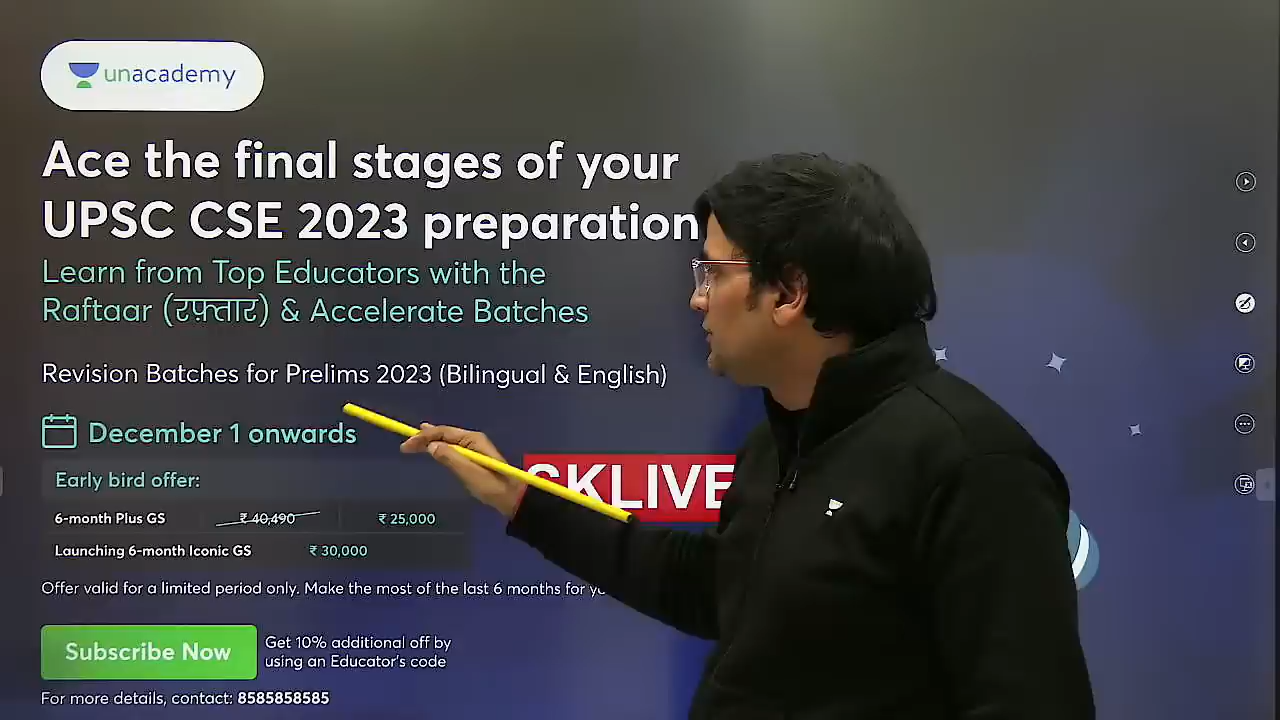 unacademy
Ace the final stages of your
UPSC CSE 2023 preparation
Learn from Top Educators with the
Raftaar (रफ़्तार) & Accelerate Batches
Revision Batches for Prelims 2023 (Bilingual & English)
December 1 onwards
Early bird offer:
6-month Plus GS ₹ 40,490 ₹ 25,000
Launching 6-month Iconic GS ₹ 30,000
SKLIVE
Offer valid for a limited period only. Make the most of the last 6 months for
Subscribe Now
Get 10% additional off by
using an Educator's code
For more details, contact: 8585858585